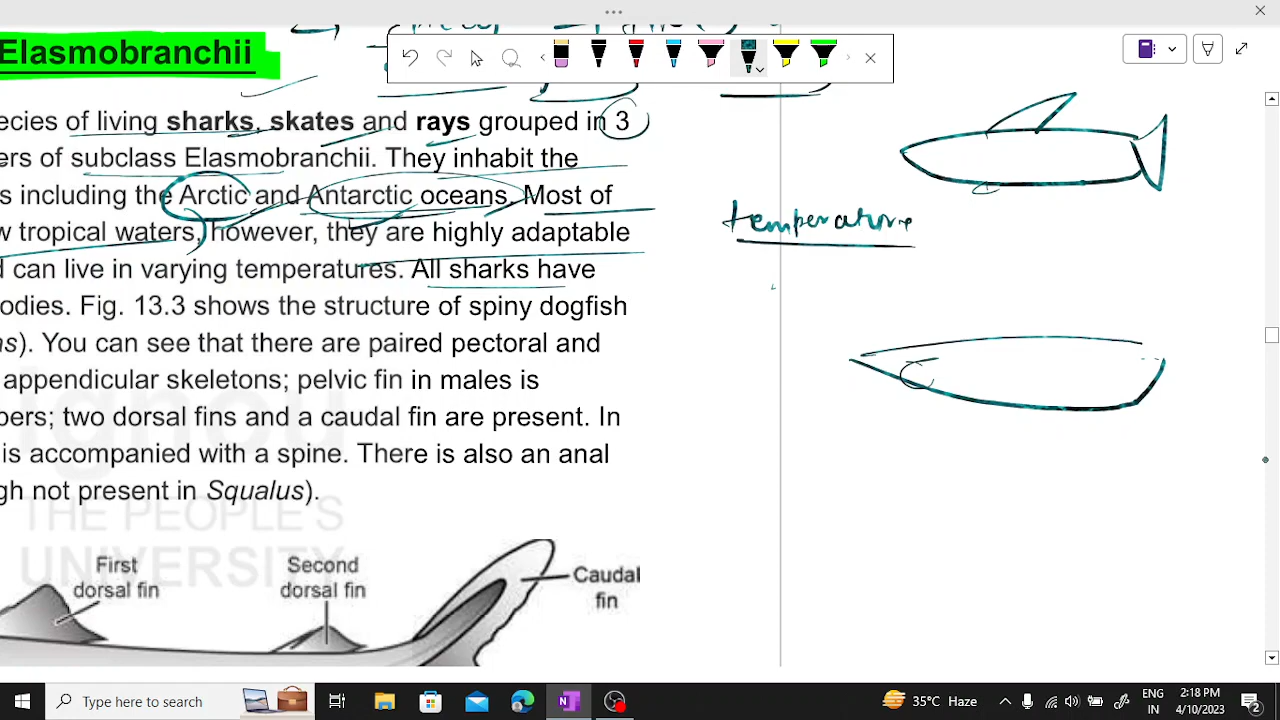 Elasmobranchii
ecies of living sharks, skates and rays grouped in 3
ers of subclass Elasmobranchii. They inhabit the
s including the Arctic and Antarctic oceans. Most of
w tropical waters, however, they are highly adaptable
d can live in varying temperatures. All sharks have
odies. Fig. 13.3 shows the structure of spiny dogfish
as). You can see that there are paired pectoral and
appendicular skeletons; pelvic fin in males is
pers; two dorsal fins and a caudal fin are present. In
is accompanied with a spine. There is also an anal
gh not present in Squalus).
temperature
ignou
THE PEOPLE'S
UNIVERSITY
First
dorsal fin
Second
dorsal fin
Caudal
fin
Type here to search
35°C Haze
ENG
IN
2:18 PM
4/10/2023
2